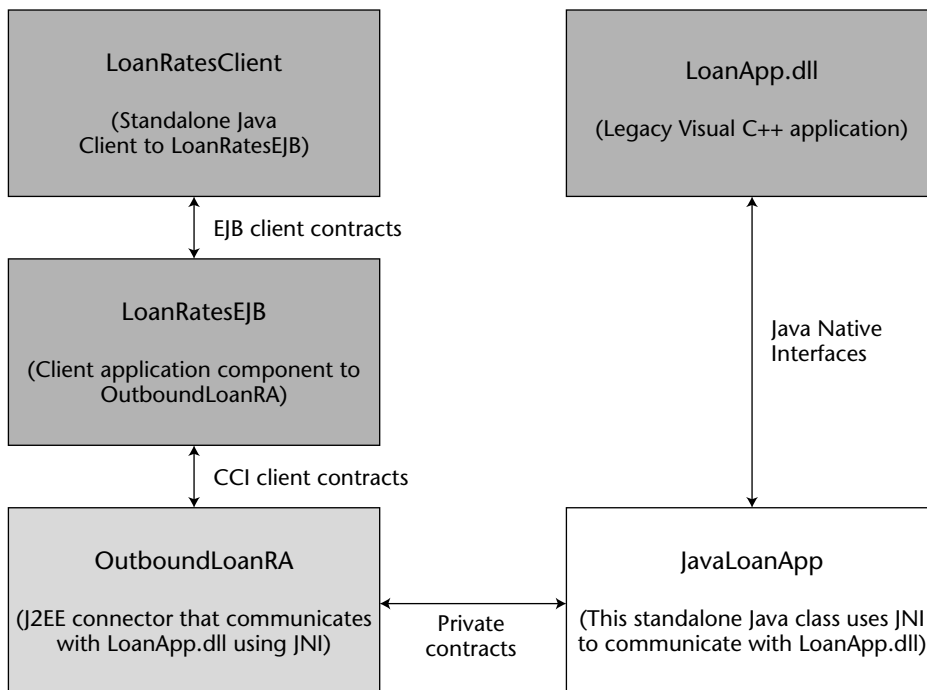 LoanRatesClient
(Standalone Java
Client to LoanRatesEJB)
EJB client contracts
LoanRatesEJB
(Client application component to
OutboundLoanRA)
CCI client contracts
OutboundLoanRA
(J2EE connector that communicates
with LoanApp.dll using JNI)
Private
contracts
LoanApp.dll
(Legacy Visual C++ application)
Java Native
Interfaces
JavaLoanApp
(This standalone Java class uses JNI
to communicate with LoanApp.dll)